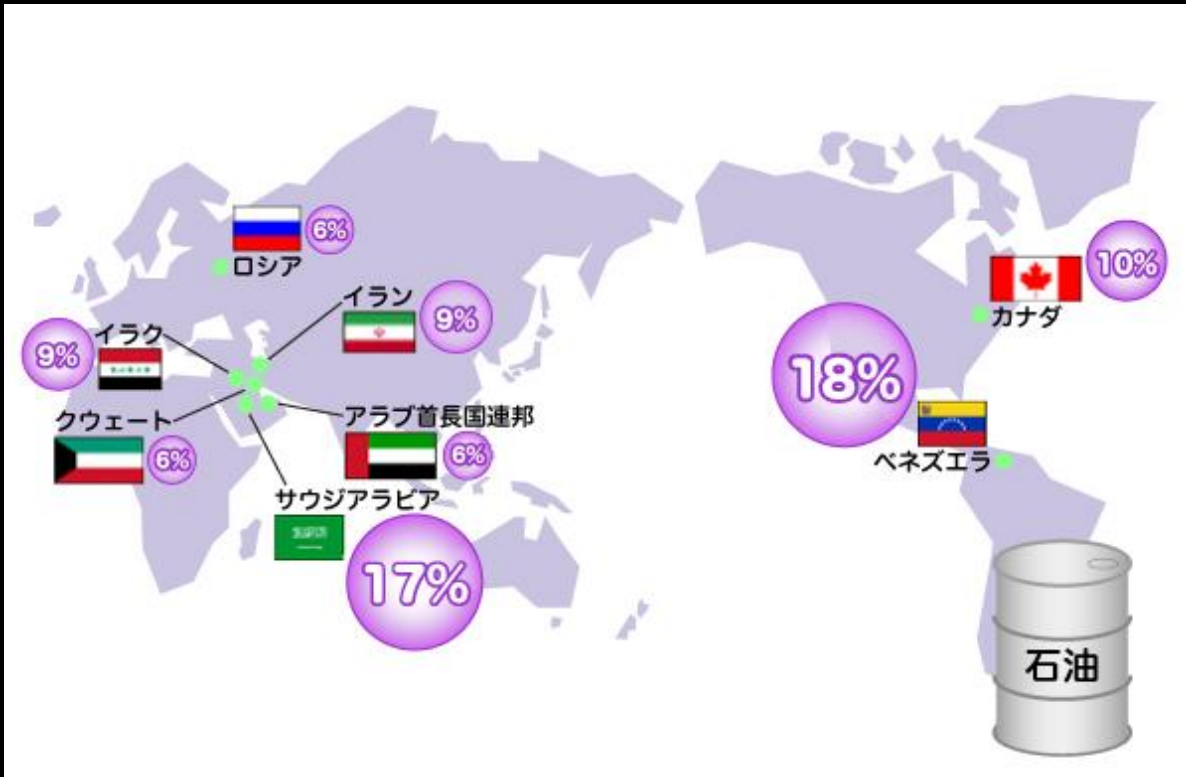 6%
ロシア
イラン
9%
イラク
9%
クウェート
6%
アラブ首長国連邦
6%
サウジアラビア
17%
10%
カナダ
18%
ベネズエラ
石油